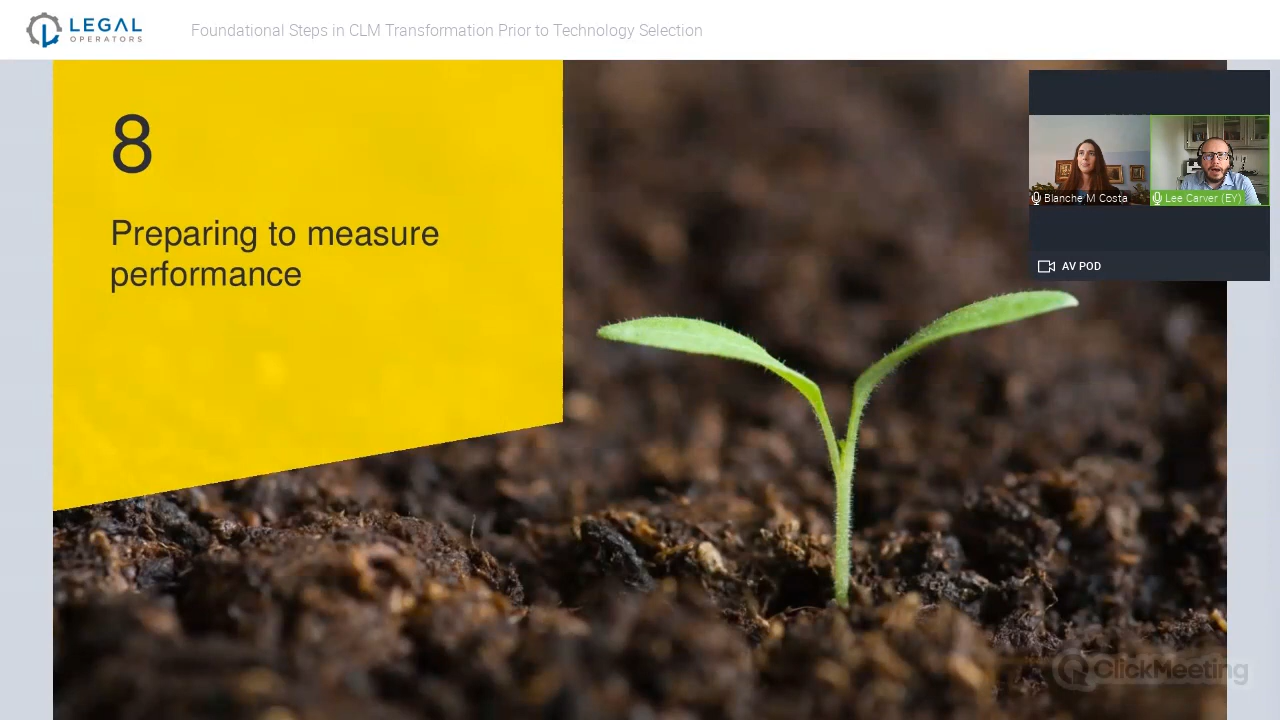 LEGAL
OPERATORS
Foundational Steps in CLM Transformation Prior to Technology Selection
8
Preparing to measure
performance
Blanche M Costa
Lee Carver (EY)
AV POD
ClickMeeting